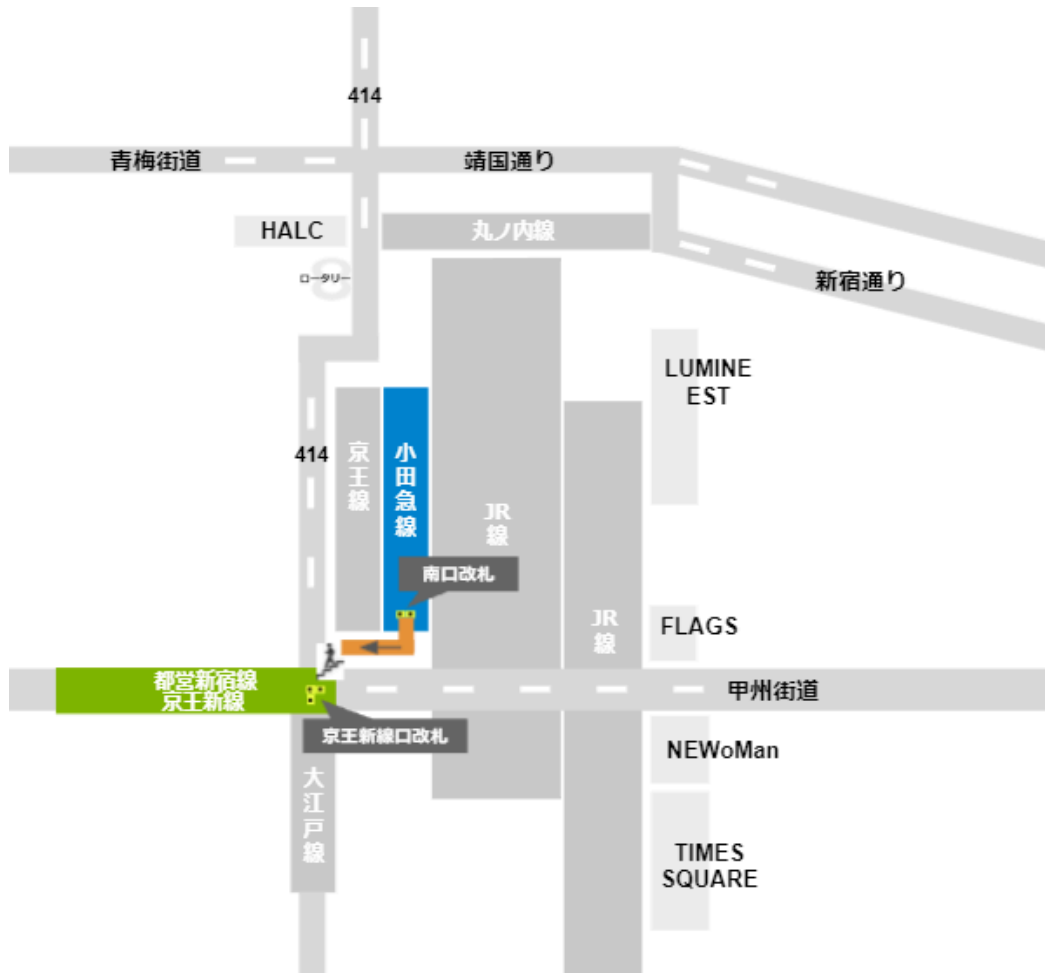 414
青梅街道
靖国通り
HALC
丸ノ内線
ロータリー
新宿通り
LUMINE
EST
414
京王線
小田急線
JR
線
南口改札
JR
線
FLAGS
都営新宿線
京王新線
甲州街道
京王新線口改札
NEWoMan
大江戸線
TIMES
SQUARE